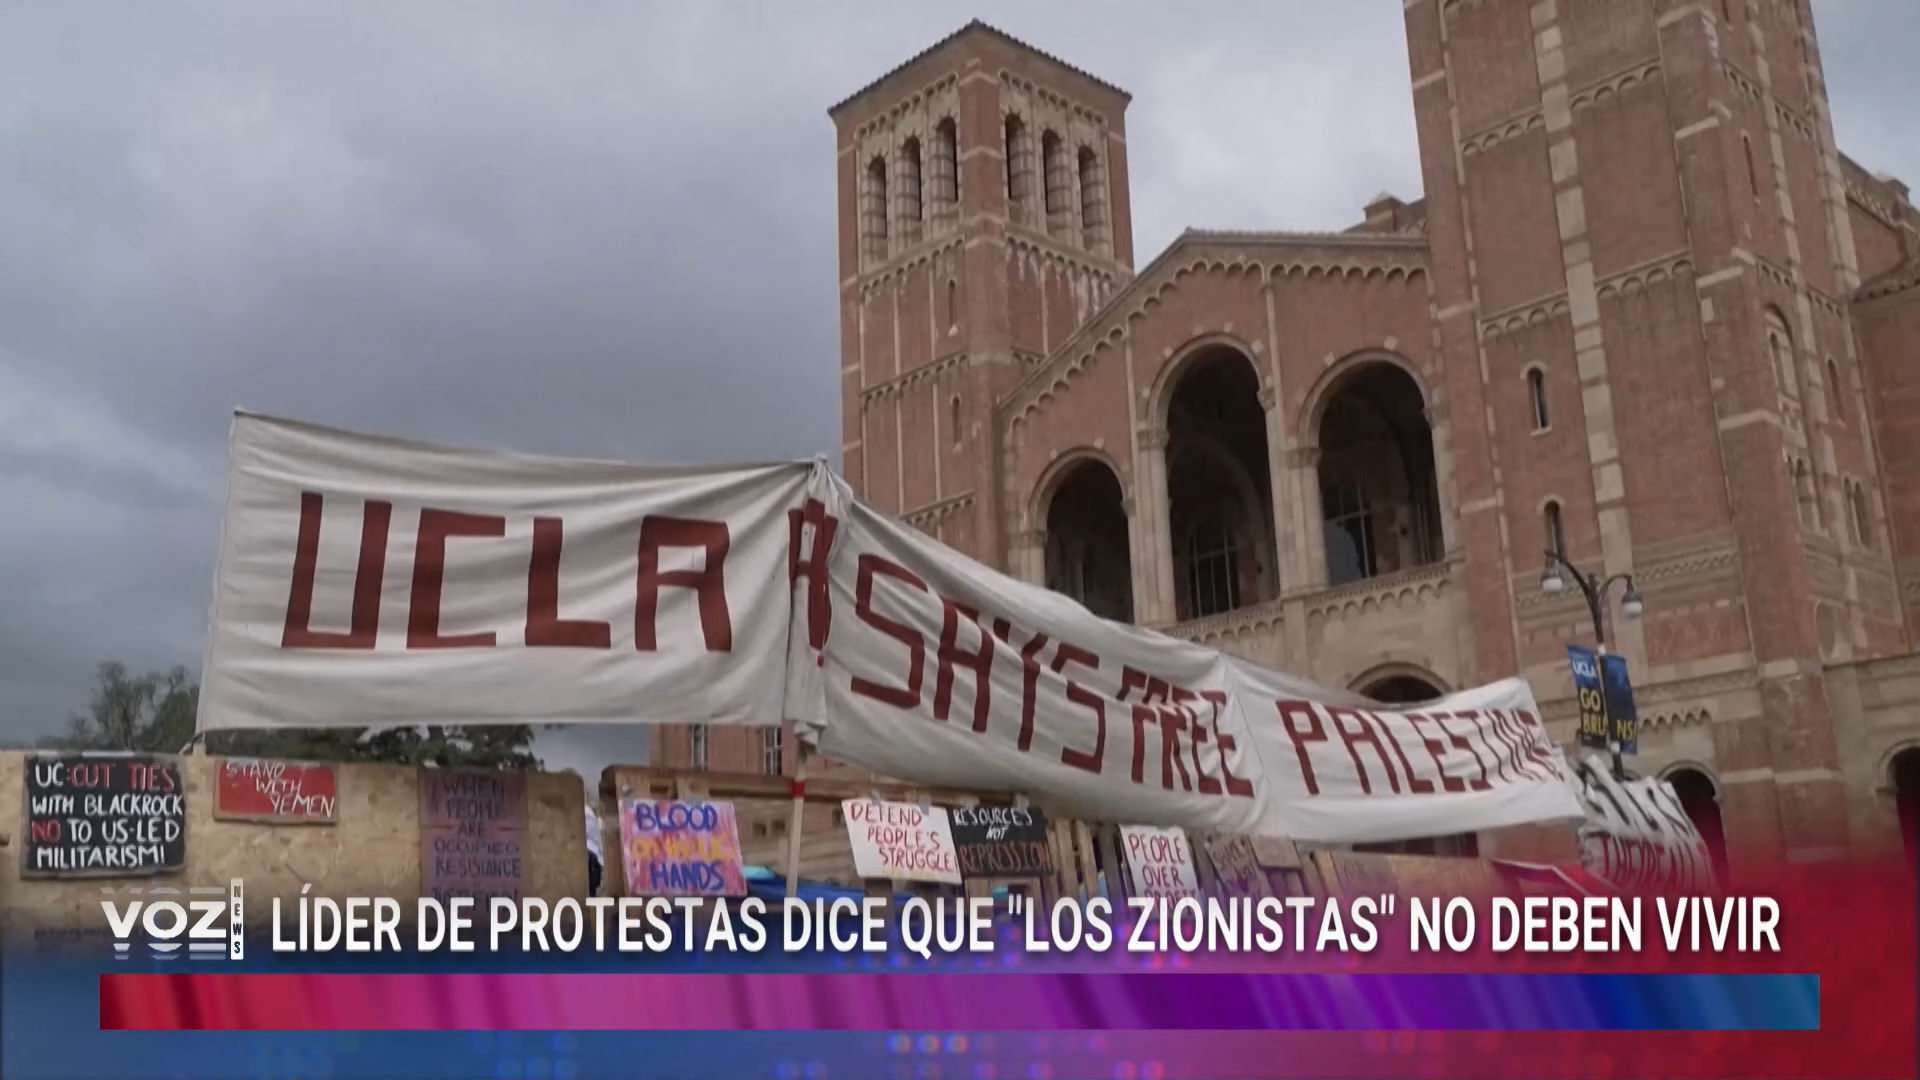 UCLA SAYS FREE PALESTINE
UCLA
GO
BRUINS
UC: CUT TIES
WITH BLACKROCK
NO TO US-LED
MILITARISM!
STAND
WITH
YEMEN
WHEN
PEOPLE
ARE
OCCUPIED
RESISTANCE
BLOOD
HANDS
DEFEND
PEOPLE'S
STRUGGLE
RESOURCES
NOT
REPRESSION
PEOPLE
OVER
VOZ NEWS
LÍDER DE PROTESTAS DICE QUE "LOS ZIONISTAS" NO DEBEN VIVIR